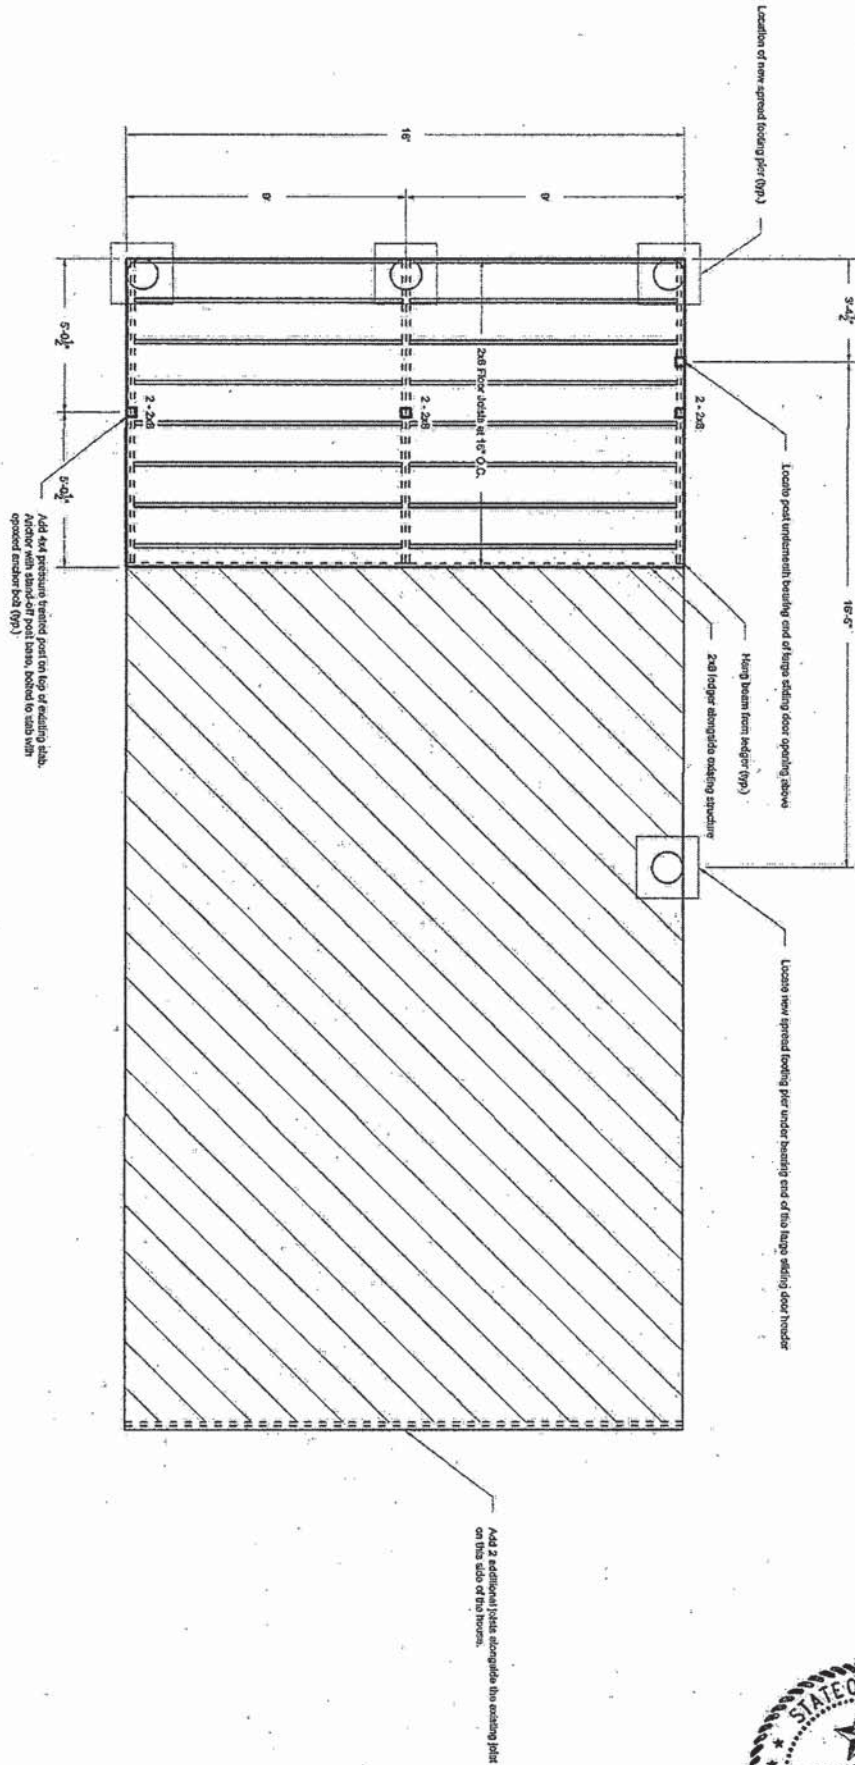 Location of new spread footing pier (typ.)
3'-4½"
16'-5"
Locate post underneath bearing end of large sliding door opening above
Hang beam from ledger (typ.)
2x8 ledger alongside existing structure
Locate new spread footing pier under bearing end of the large sliding door header
18'
9'
9'
2 - 2x8
2x8 Floor Joists at 16" O.C.
2 - 2x8
2 - 2x8
5'-0½"
5'-0½"
Add 4x4 pressure treated post on top of existing slab.
Anchor with stand-off post base, bolted to slab with
epoxied anchor bolt (typ.)
Add 2 additional joists alongside the existing joist
on this side of the house.
STATE O